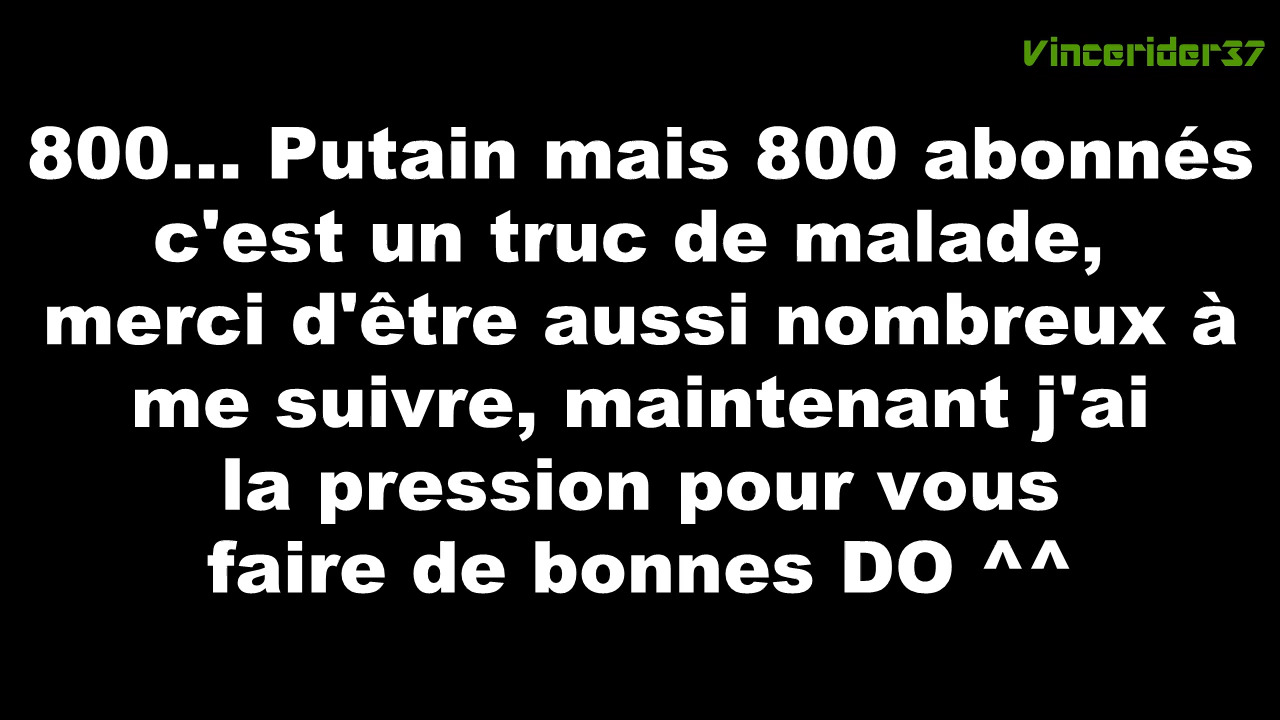 Vincerider37
800... Putain mais 800 abonnés
c'est un truc de malade,
merci d'être aussi nombreux à
me suivre, maintenant j'ai
la pression pour vous
faire de bonnes DO ^^